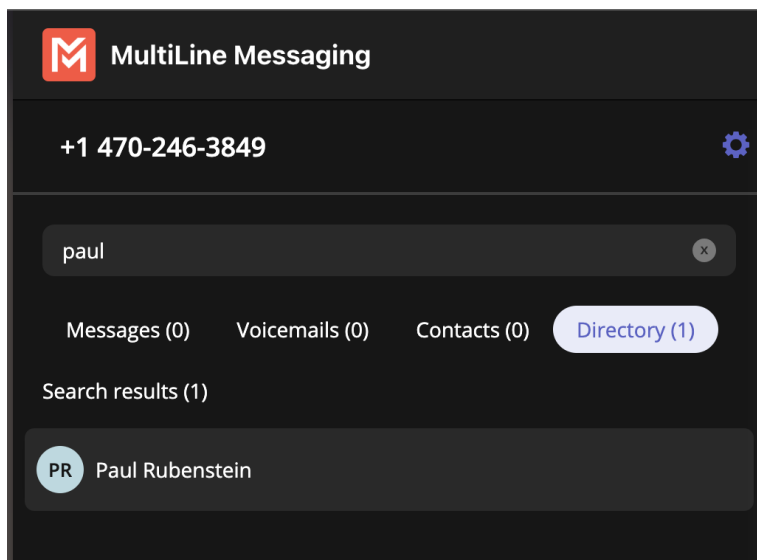 MultiLine Messaging
+1 470-246-3849
paul
x
Messages (0) Voicemails (0) Contacts (0) Directory (1)
Search results (1)
PR Paul Rubenstein